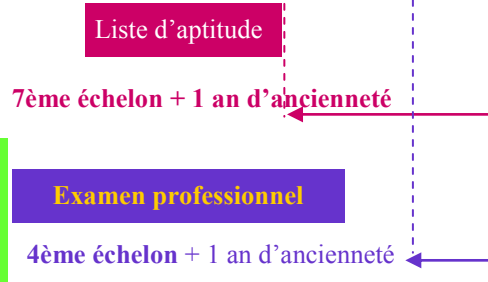 Liste d’aptitude
7ème échelon + 1 an d’ancienneté
Examen professionnel
4ème échelon + 1 an d’ancienneté